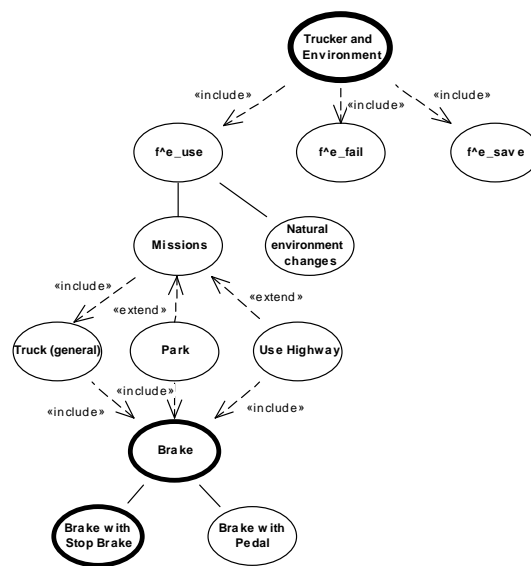 Trucker and
Environment
«include»
«include»
«include»
f^e_use
f^e_fail
f^e_save
Missions
Natural
environment
changes
«include»
«extend»
«extend»
Truck (general)
Park
Use Highway
«include»
«include»
«include»
Brake
Brake with
Stop Brake
Brake with
Pedal